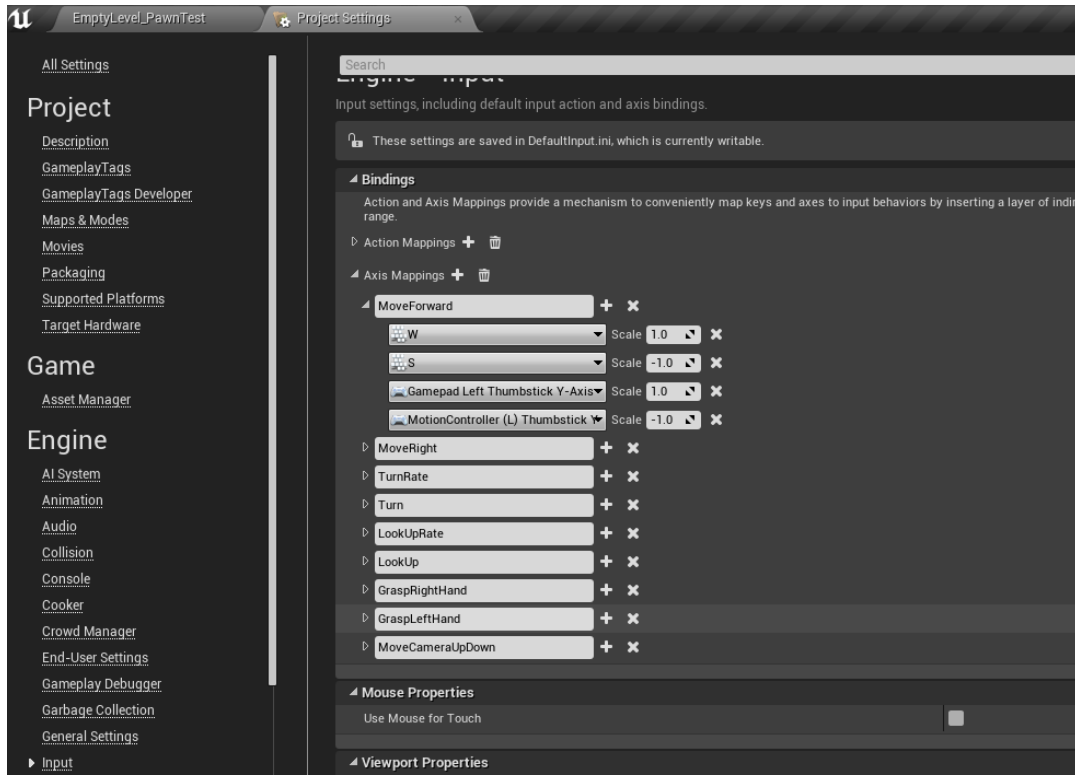 EmptyLevel_PawnTest
Project Settings
All Settings
Project
Description
GameplayTags
GameplayTags Developer
Maps & Modes
Movies
Packaging
Supported Platforms
Target Hardware
Game
Asset Manager
Engine
AI System
Animation
Audio
Collision
Console
Cooker
Crowd Manager
End-User Settings
Gameplay Debugger
Garbage Collection
General Settings
Input
Search
Engine - Input
Input settings, including default input action and axis bindings.
These settings are saved in DefaultInput.ini, which is currently writable.
Bindings
Action and Axis Mappings provide a mechanism to conveniently map keys and axes to input behaviors by inserting a layer of indir
range.
Action Mappings
Axis Mappings
MoveForward
W Scale 1.0
S Scale -1.0
Gamepad Left Thumbstick Y-Axis Scale 1.0
MotionController (L) Thumbstick Y Scale -1.0
MoveRight
TurnRate
Turn
LookUpRate
LookUp
GraspRightHand
GraspLeftHand
MoveCameraUpDown
Mouse Properties
Use Mouse for Touch
Viewport Properties